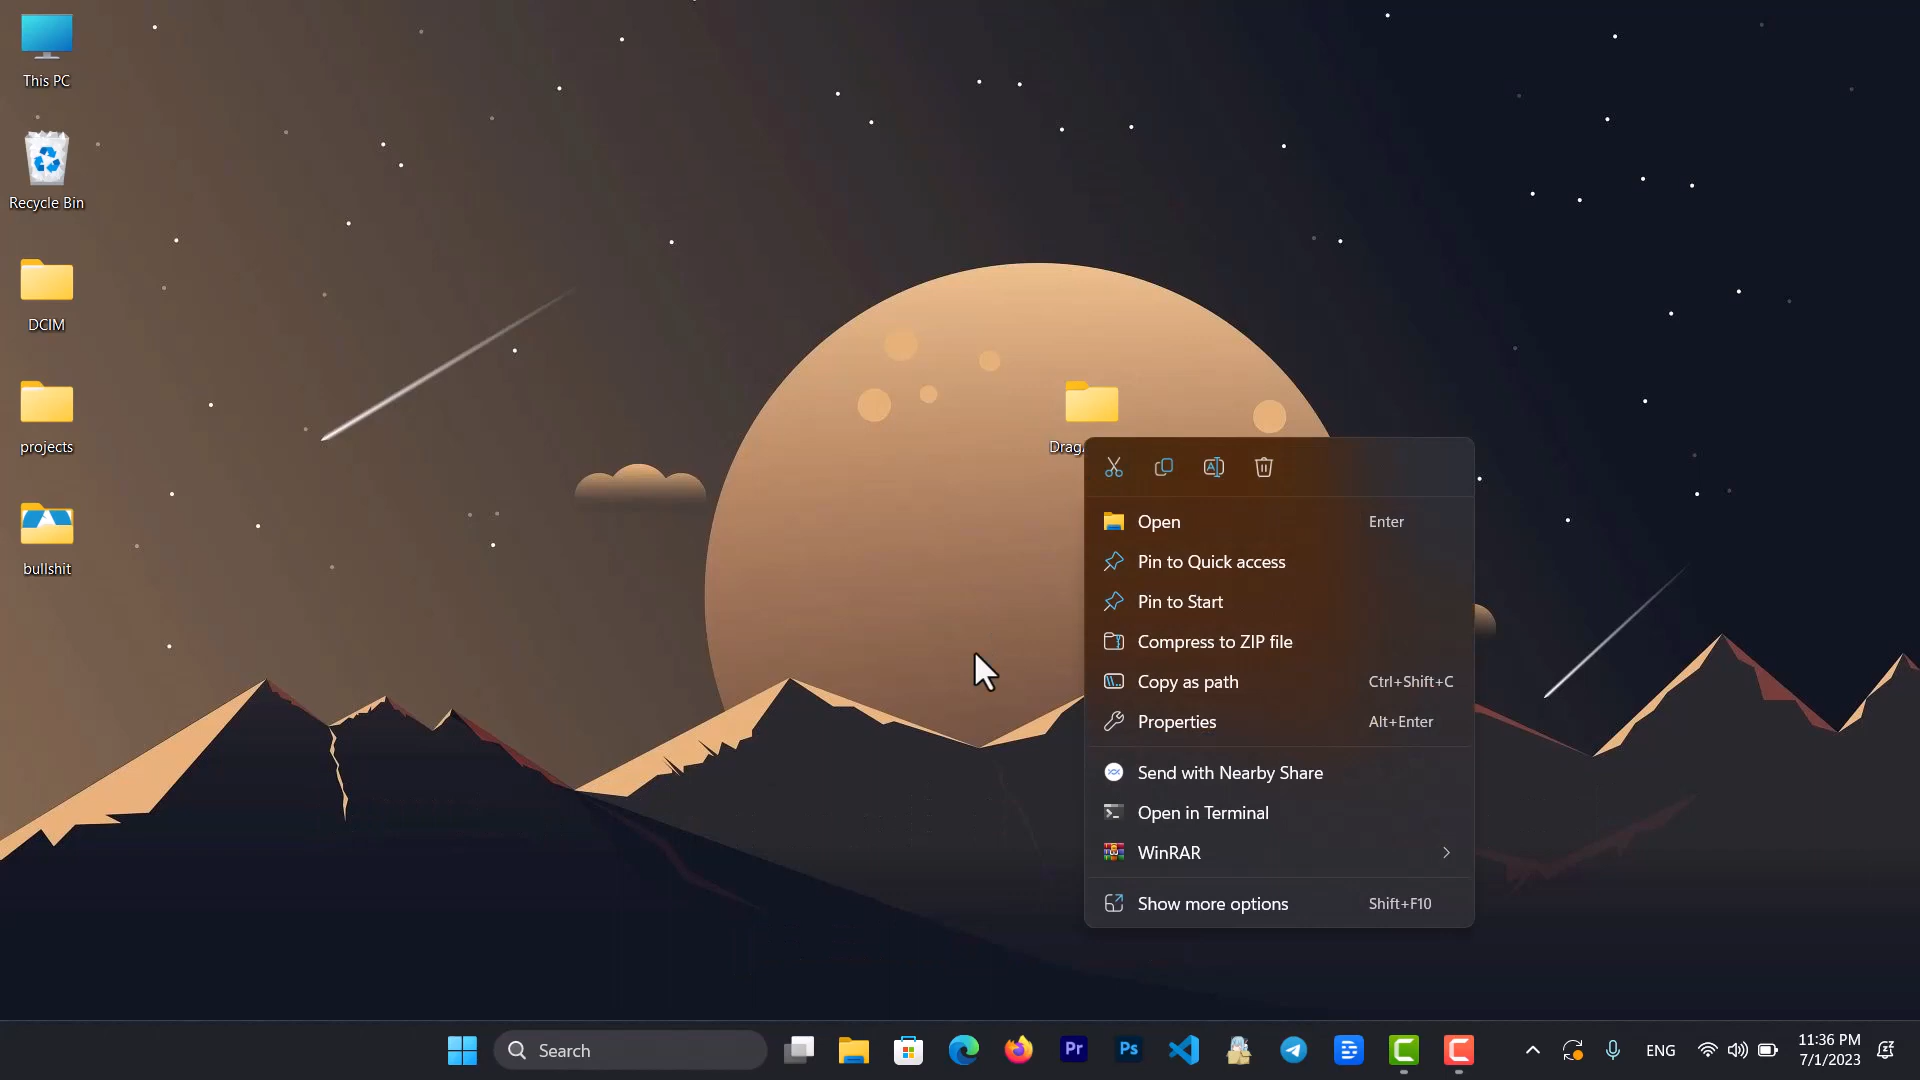 This PC
Recycle Bin
DCIM
projects
bullshit
Open Enter
Pin to Quick access
Pin to Start
Compress to ZIP file
Copy as path Ctrl+Shift+C
Properties Alt+Enter
Send with Nearby Share
Open in Terminal
WinRAR
Show more options Shift+F10
Search
Pr
Ps
ENG
11:36 PM
7/1/2023